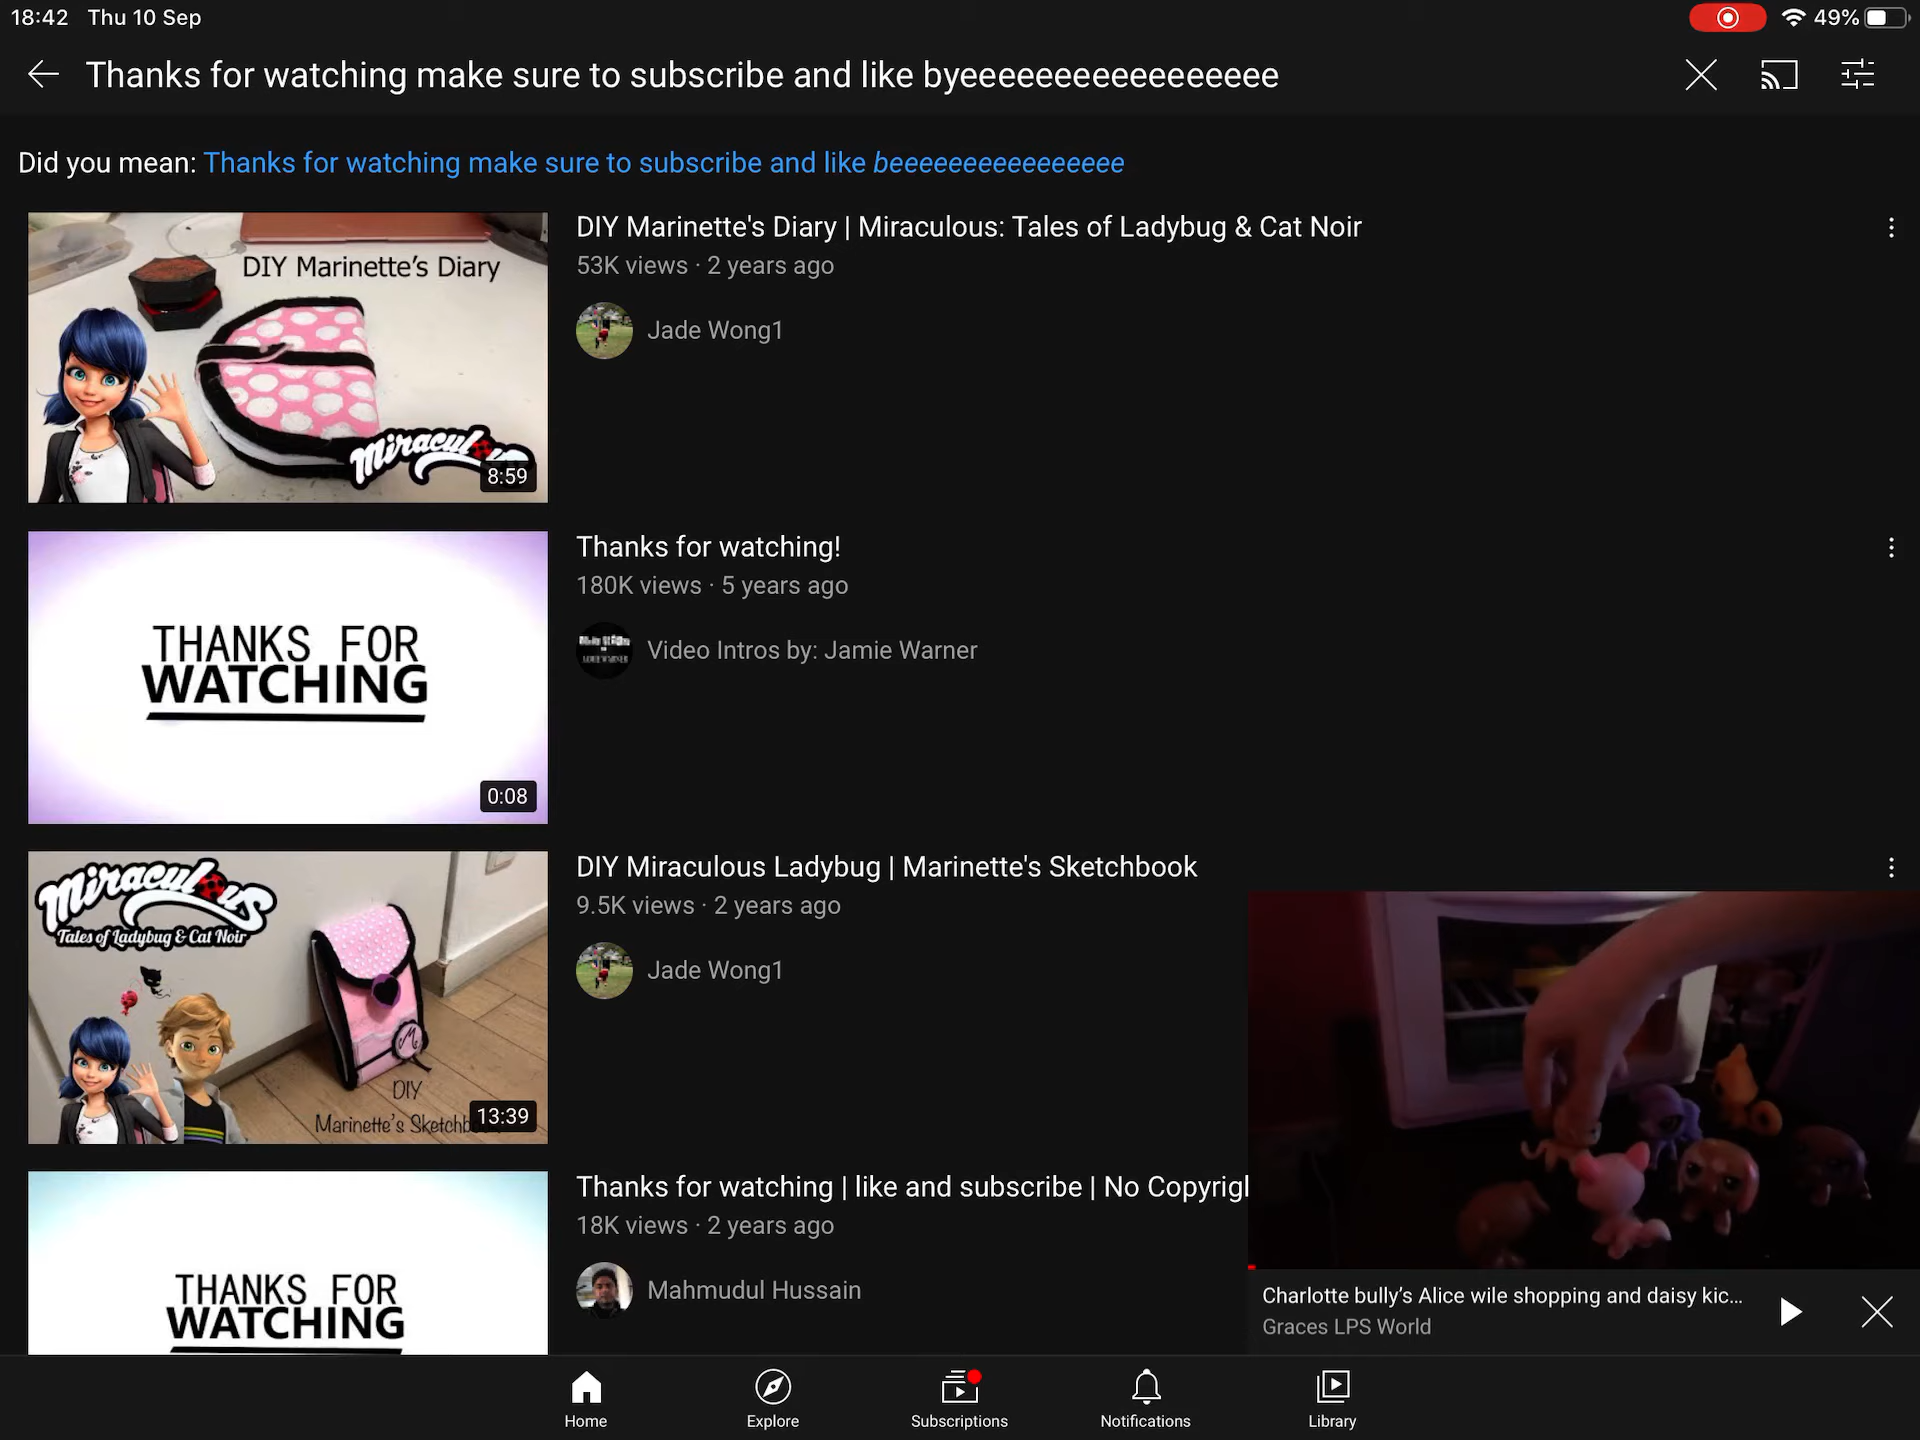 18:42 Thu 10 Sep
49%
Thanks for watching make sure to subscribe and like byeeeeeeeeeeeeeeeee
Did you mean: Thanks for watching make sure to subscribe and like beeeeeeeeeeeeeeee
DIY Marinette's Diary
Miraculous
8:59
DIY Marinette's Diary | Miraculous: Tales of Ladybug & Cat Noir
53K views · 2 years ago
Jade Wong1
THANKS FOR
WATCHING
0:08
Thanks for watching!
180K views · 5 years ago
Video Intros by: Jamie Warner
Miraculous
Tales of Ladybug & Cat Noir
M
DIY
Marinette's Sketchb
13:39
DIY Miraculous Ladybug | Marinette's Sketchbook
9.5K views · 2 years ago
Jade Wong1
THANKS FOR
WATCHING
Thanks for watching | like and subscribe | No Copyrigl
18K views · 2 years ago
Mahmudul Hussain
Charlotte bully's Alice wile shopping and daisy kic...
Graces LPS World
Home
Explore
Subscriptions
Notifications
Library